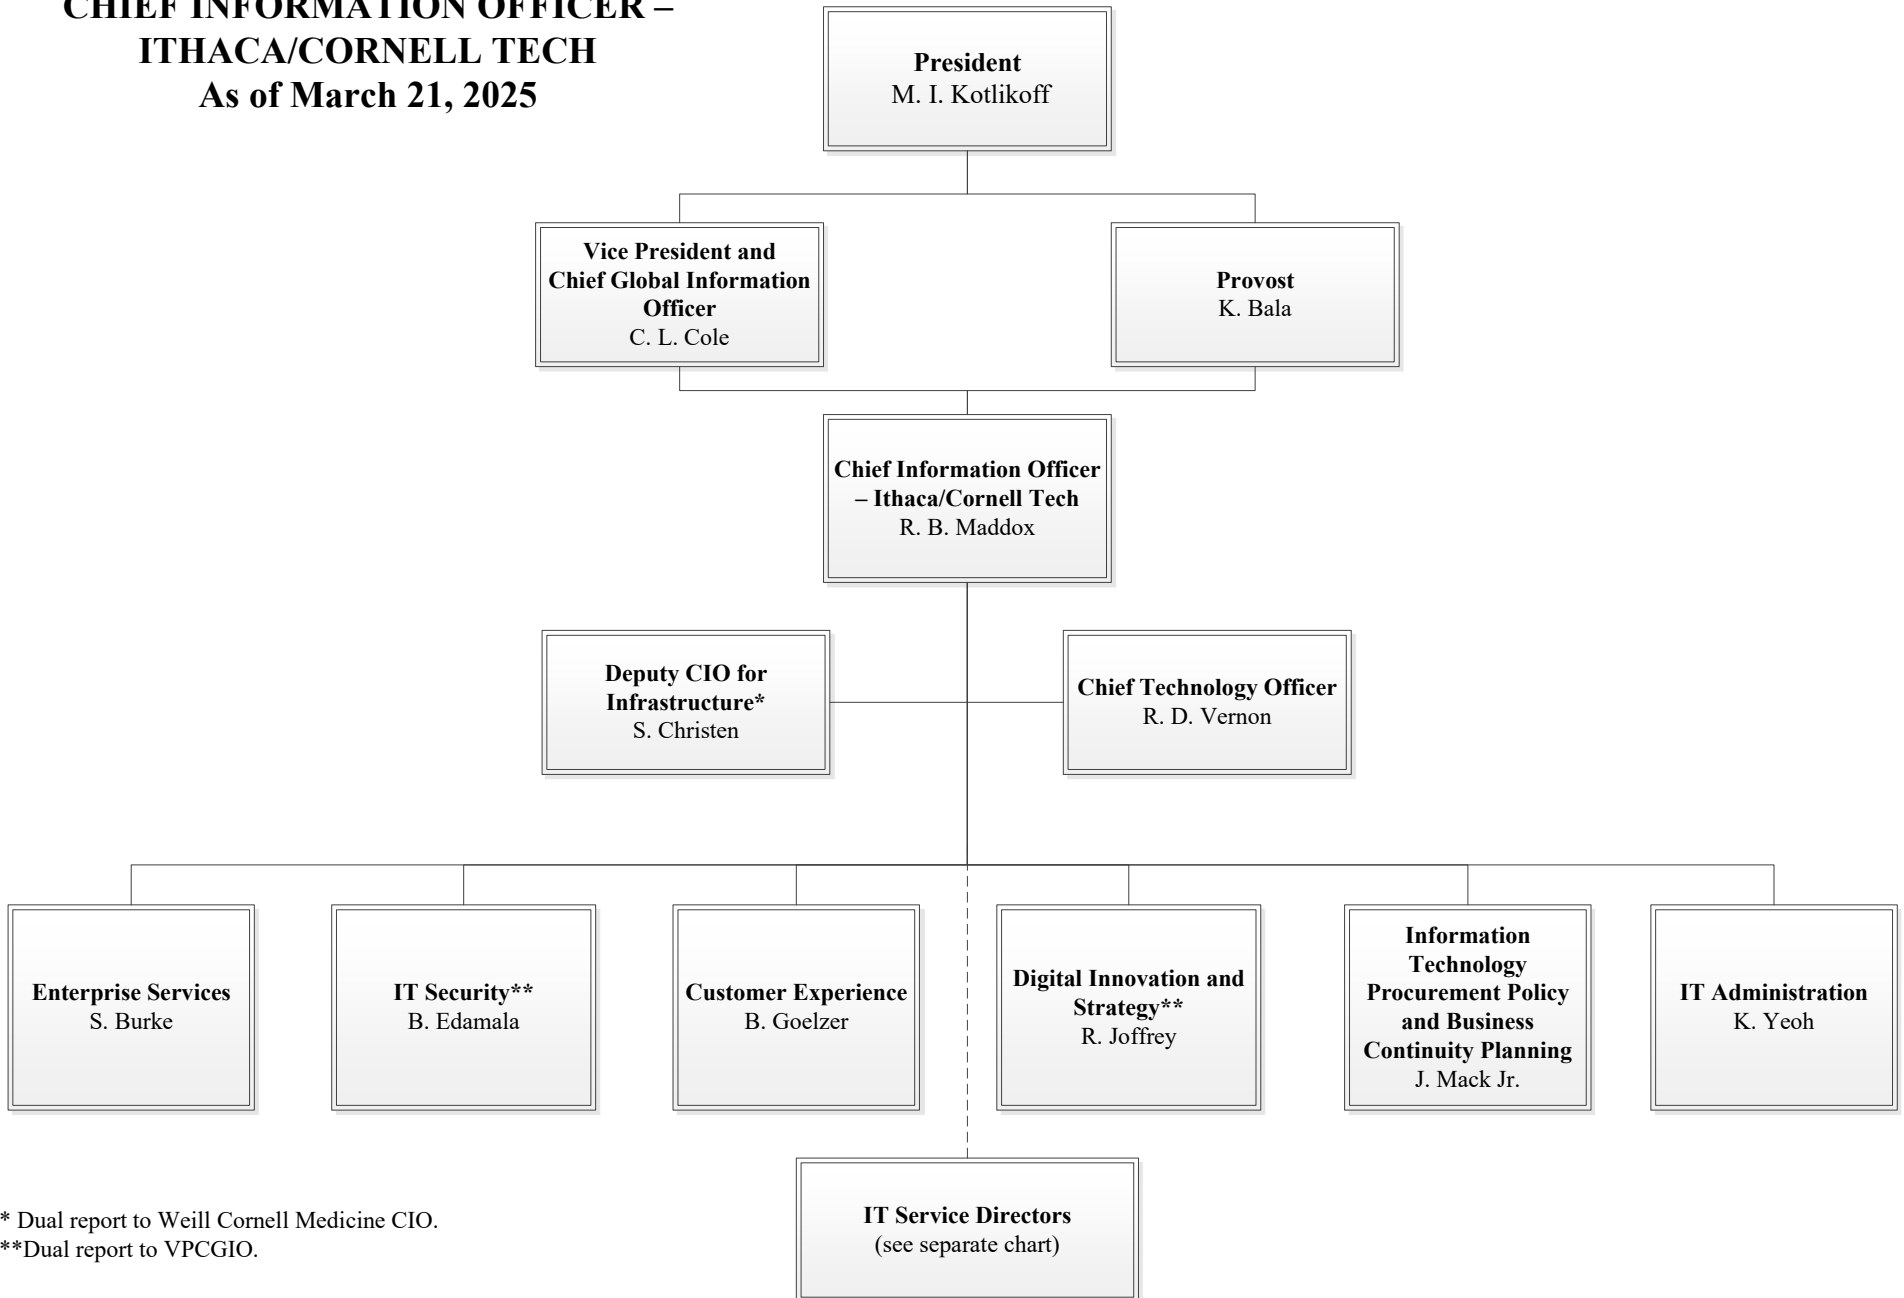 CHIEF INFORMATION OFFICER –
ITHACA/CORNELL TECH
As of March 21, 2025
President
M. I. Kotlikoff
Vice President and
Chief Global Information
Officer
C. L. Cole
Provost
K. Bala
Chief Information Officer
– Ithaca/Cornell Tech
R. B. Maddox
Deputy CIO for
Infrastructure*
S. Christen
Chief Technology Officer
R. D. Vernon
Enterprise Services
S. Burke
IT Security**
B. Edamala
Customer Experience
B. Goelzer
Digital Innovation and
Strategy**
R. Joffrey
Information
Technology
Procurement Policy
and Business
Continuity Planning
J. Mack Jr.
IT Administration
K. Yeoh
IT Service Directors
(see separate chart)
* Dual report to Weill Cornell Medicine CIO.
**Dual report to VPCGIO.